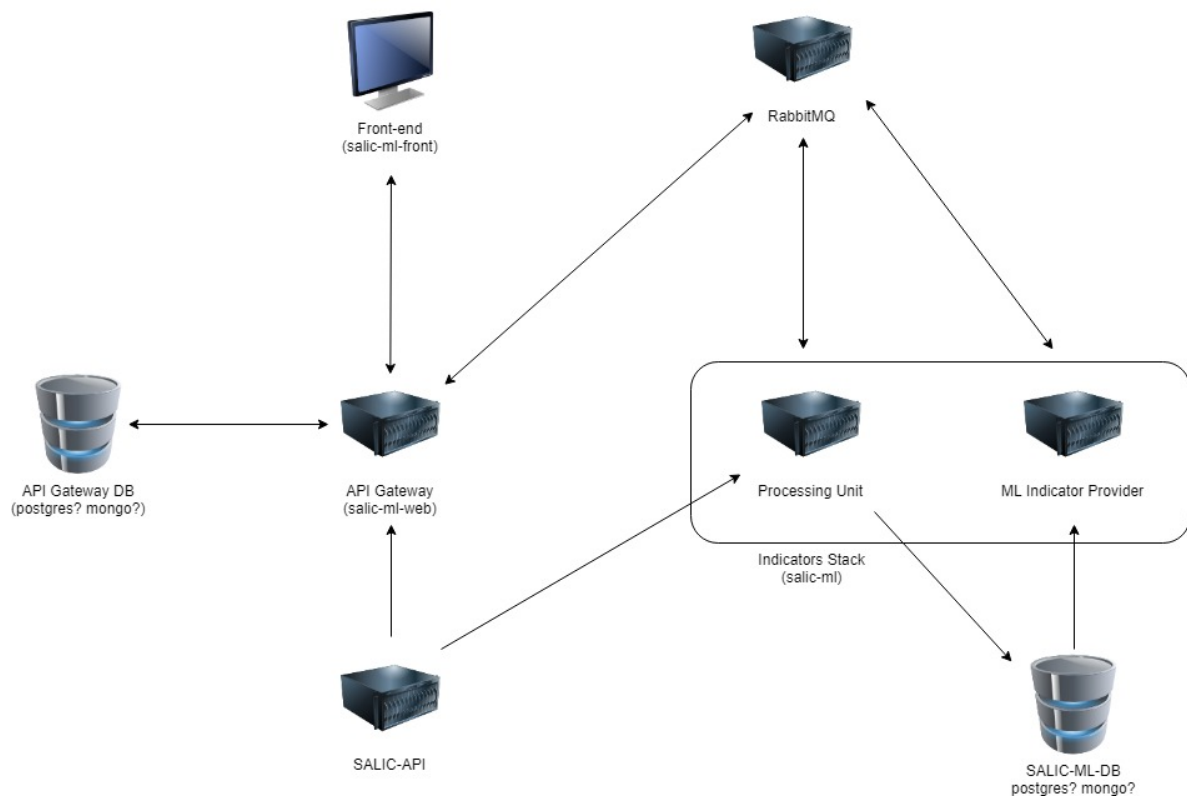 RabbitMQ
Front-end
(salic-ml-front)
API Gateway DB
(postgres? mongo?)
API Gateway
(salic-ml-web)
Processing Unit
ML Indicator Provider
Indicators Stack
(salic-ml)
SALIC-API
SALIC-ML-DB
postgres? mongo?